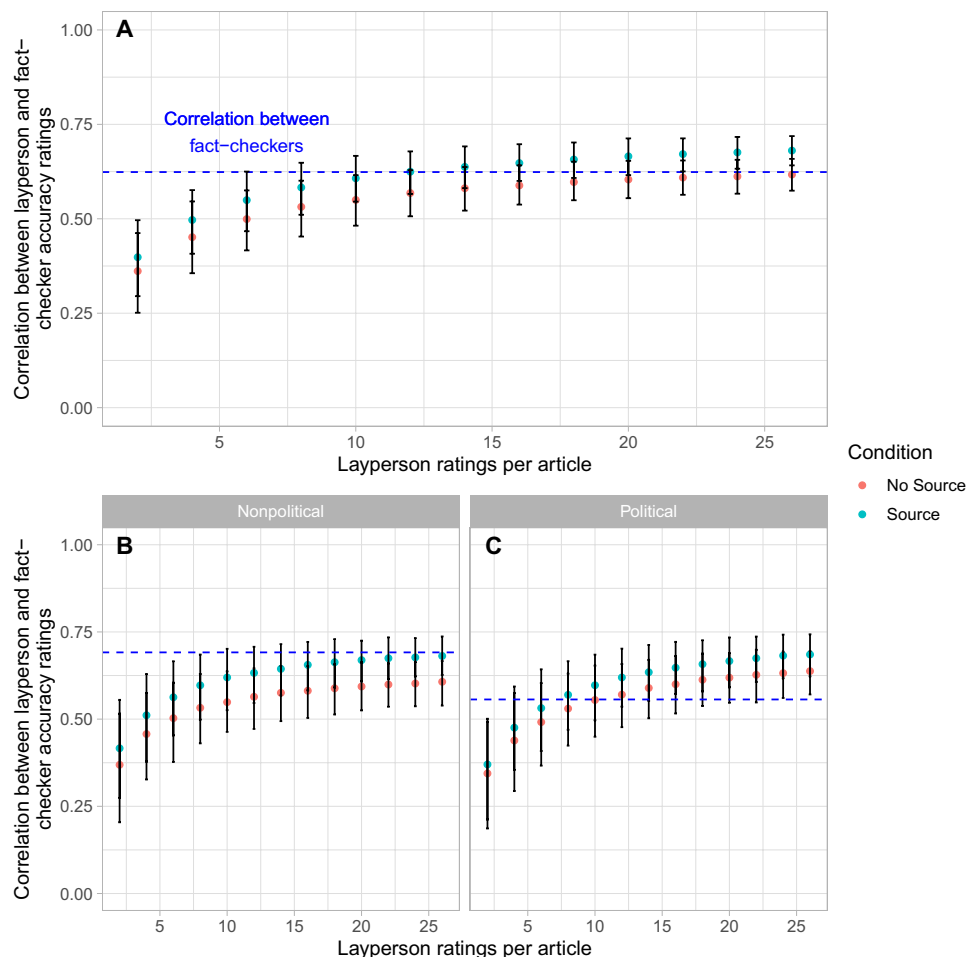 A
1.00
0.75
0.50
0.25
0.00
Correlation between layperson and fact−
checker accuracy ratings
Correlation between
fact−checkers
5
10
15
20
25
Layperson ratings per article
Condition
No Source
Source
Nonpolitical
Political
B
C
1.00
0.75
0.50
0.25
0.00
Correlation between layperson and fact−
checker accuracy ratings
5
10
15
20
25
5
10
15
20
25
Layperson ratings per article